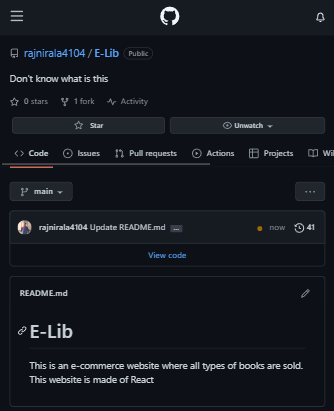 rajnirala4104 / E-Lib Public
Don't know what is this
0 stars 1 fork Activity
Star Unwatch
Code Issues Pull requests Actions Projects Wi
main
rajnirala4104 Update README.md ... now 41
View code
README.md
E-Lib
This is an e-commerce website where all types of books are sold.
This website is made of React